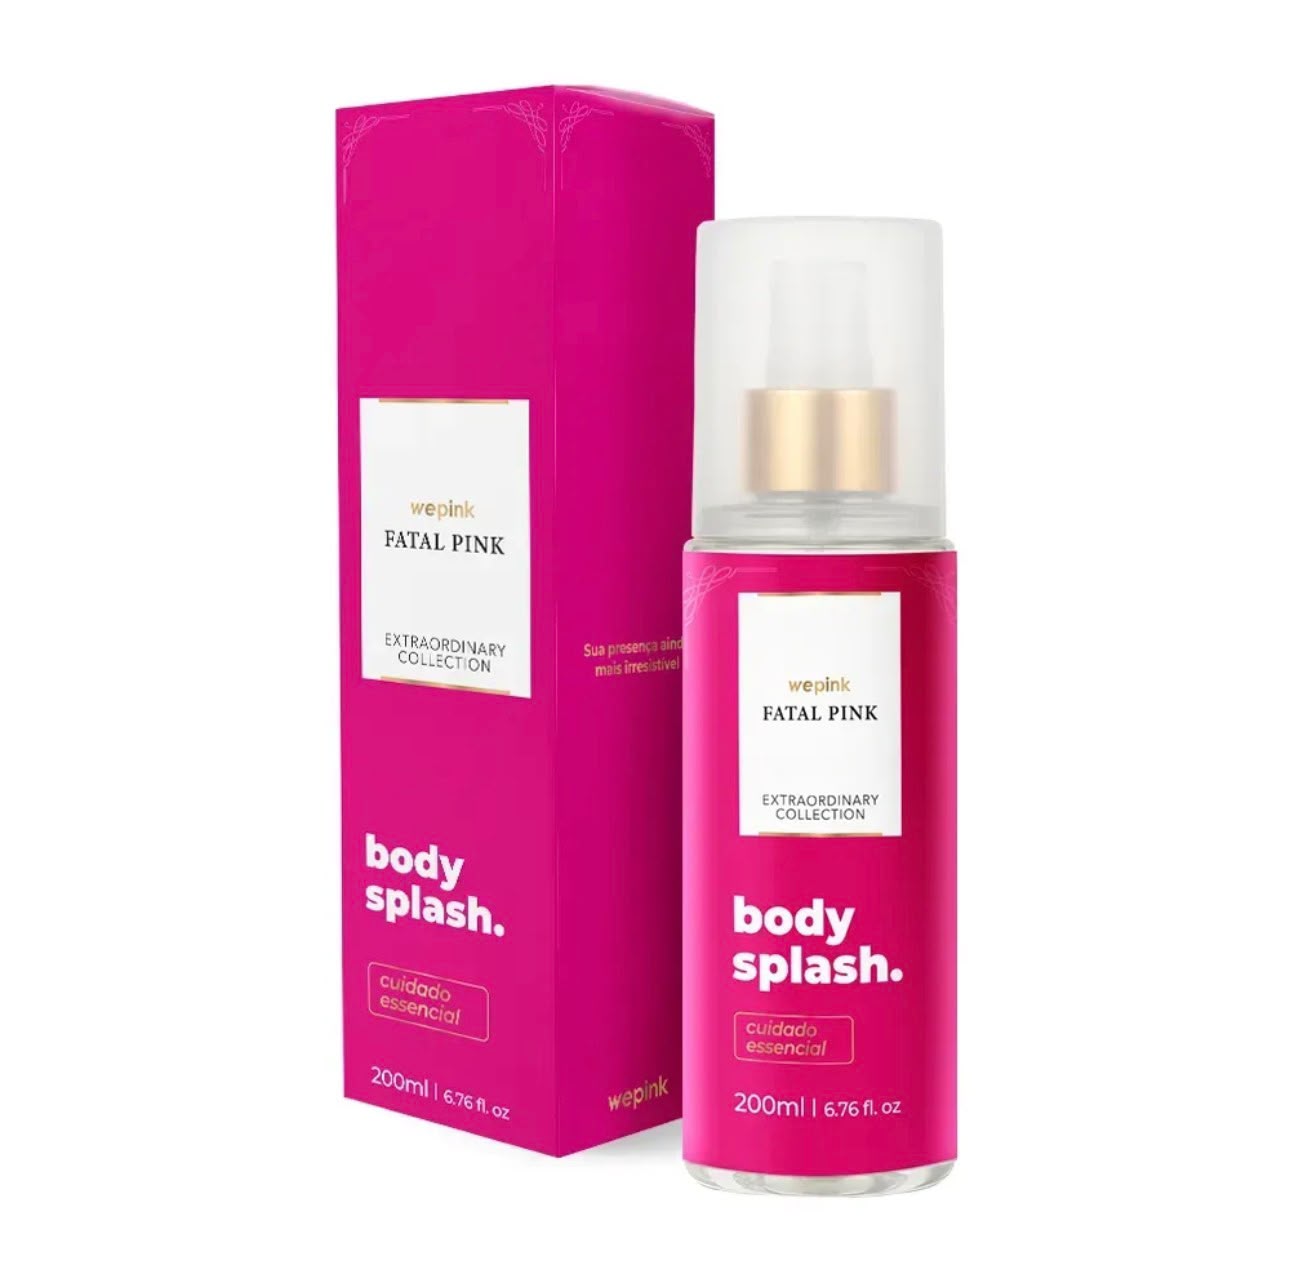 wepink
FATAL PINK
EXTRAORDINARY
COLLECTION
body
splash.
cuidado
essencial
200ml | 6.76 fl. oz
Sua presença
mais irresistível
wepink
wepink
FATAL PINK
EXTRAORDINARY
COLLECTION
body
splash.
cuidado
essencial
200ml | 6.76 fl. oz